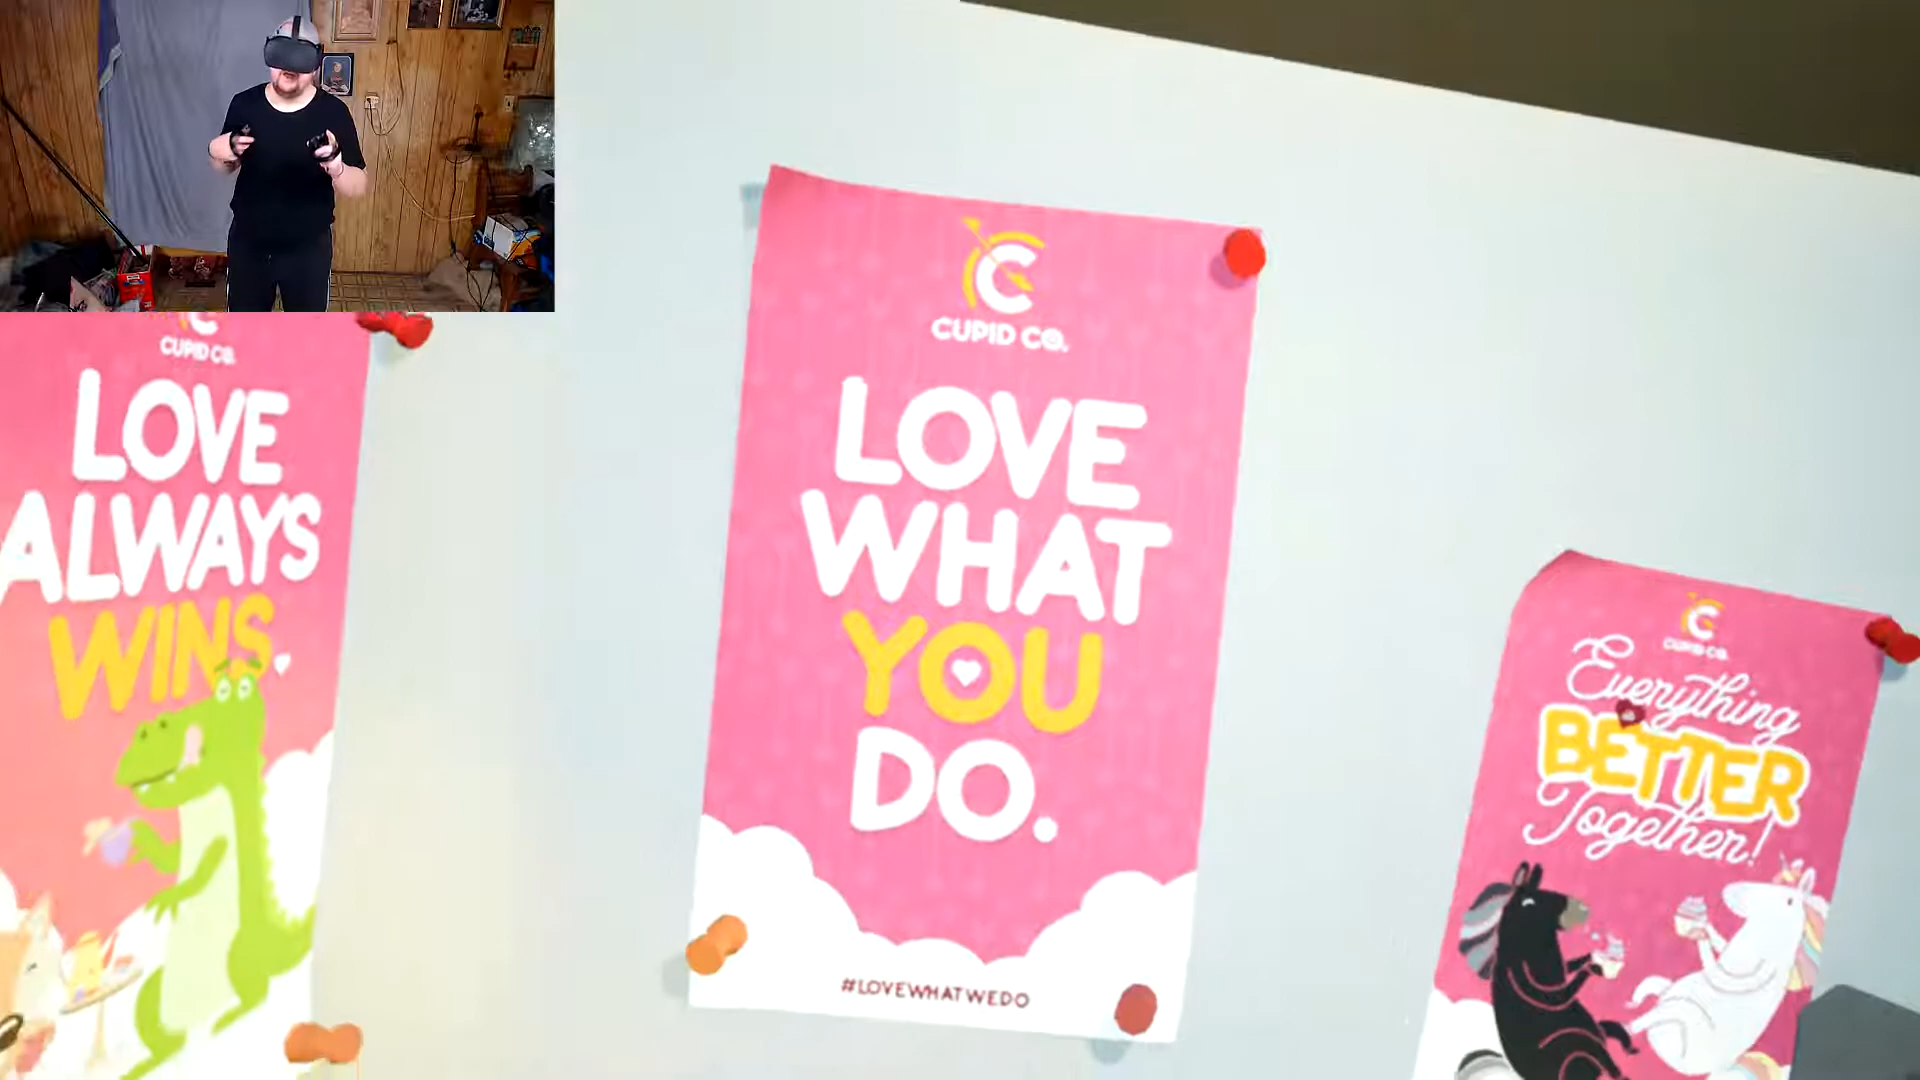 CUPID CO.
LOVE
ALWAYS
WINS.
C
CUPID CO.
LOVE
WHAT
YOU
DO.
#LOVEWHATWEDO
C
CUPID CO.
Everything
BETTER
Together!